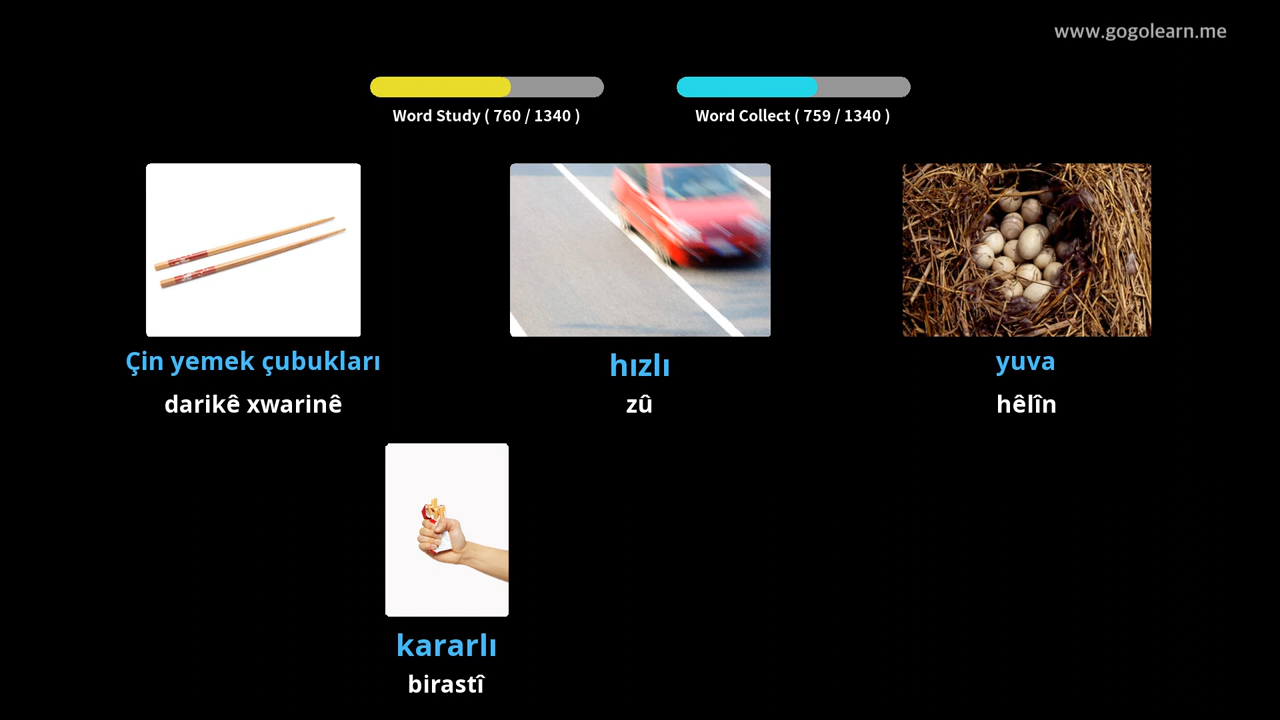 www.gogolearn.me
Word Study ( 760 / 1340 )
Word Collect ( 759 / 1340 )
Çin yemek çubukları
darikê xwarinê
hızlı
zû
yuva
hêlîn
kararlı
birastî